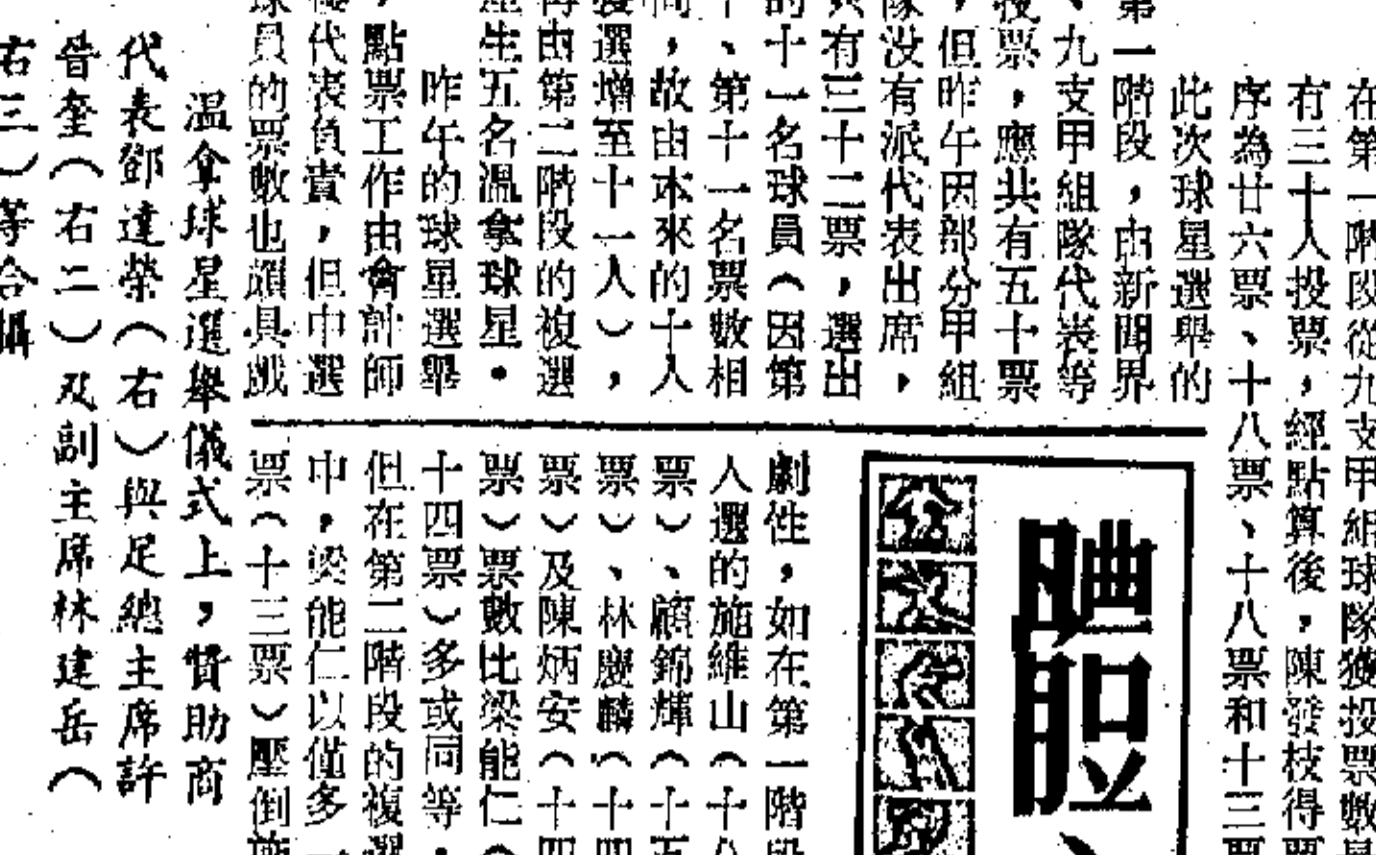 在第一階段從九支甲組球隊獲投票數
有三十人投票，經點算後，陳發枝得票
序為廿六票、十八票、十八票和十三票
此次球星選舉的
第一階段，由新聞界
、九支甲組隊代表等
投票，應共有五十票
，但昨午因部分甲組
隊没有派代表出席，
只有三十二票，選出
的十一名球員（因第
十、第十一名票數相
同，故由本來的十人
複選增至十一人），
再由第二階段的複選
產生五名溫拿球星．
昨午的球星選舉
，點票工作由會計師
樓代表負責，但中選
球員的票數也頗具戲
劇性，如在第一階段
入選的施維山（十八
票）、顧錦輝（十五
票）、林慶麟（十四
票）及陳炳安（十四
票）票數比梁能仁（
十四票）多或同等，
但在第二階段的複選
中，梁能仁以僅多一
票（十三票）壓倒施
溫拿球星選舉儀式上，贊助商
代表鄧達榮（右）與足總主席許
晉奎（右二）及副主席林建岳（
右三）等合攝